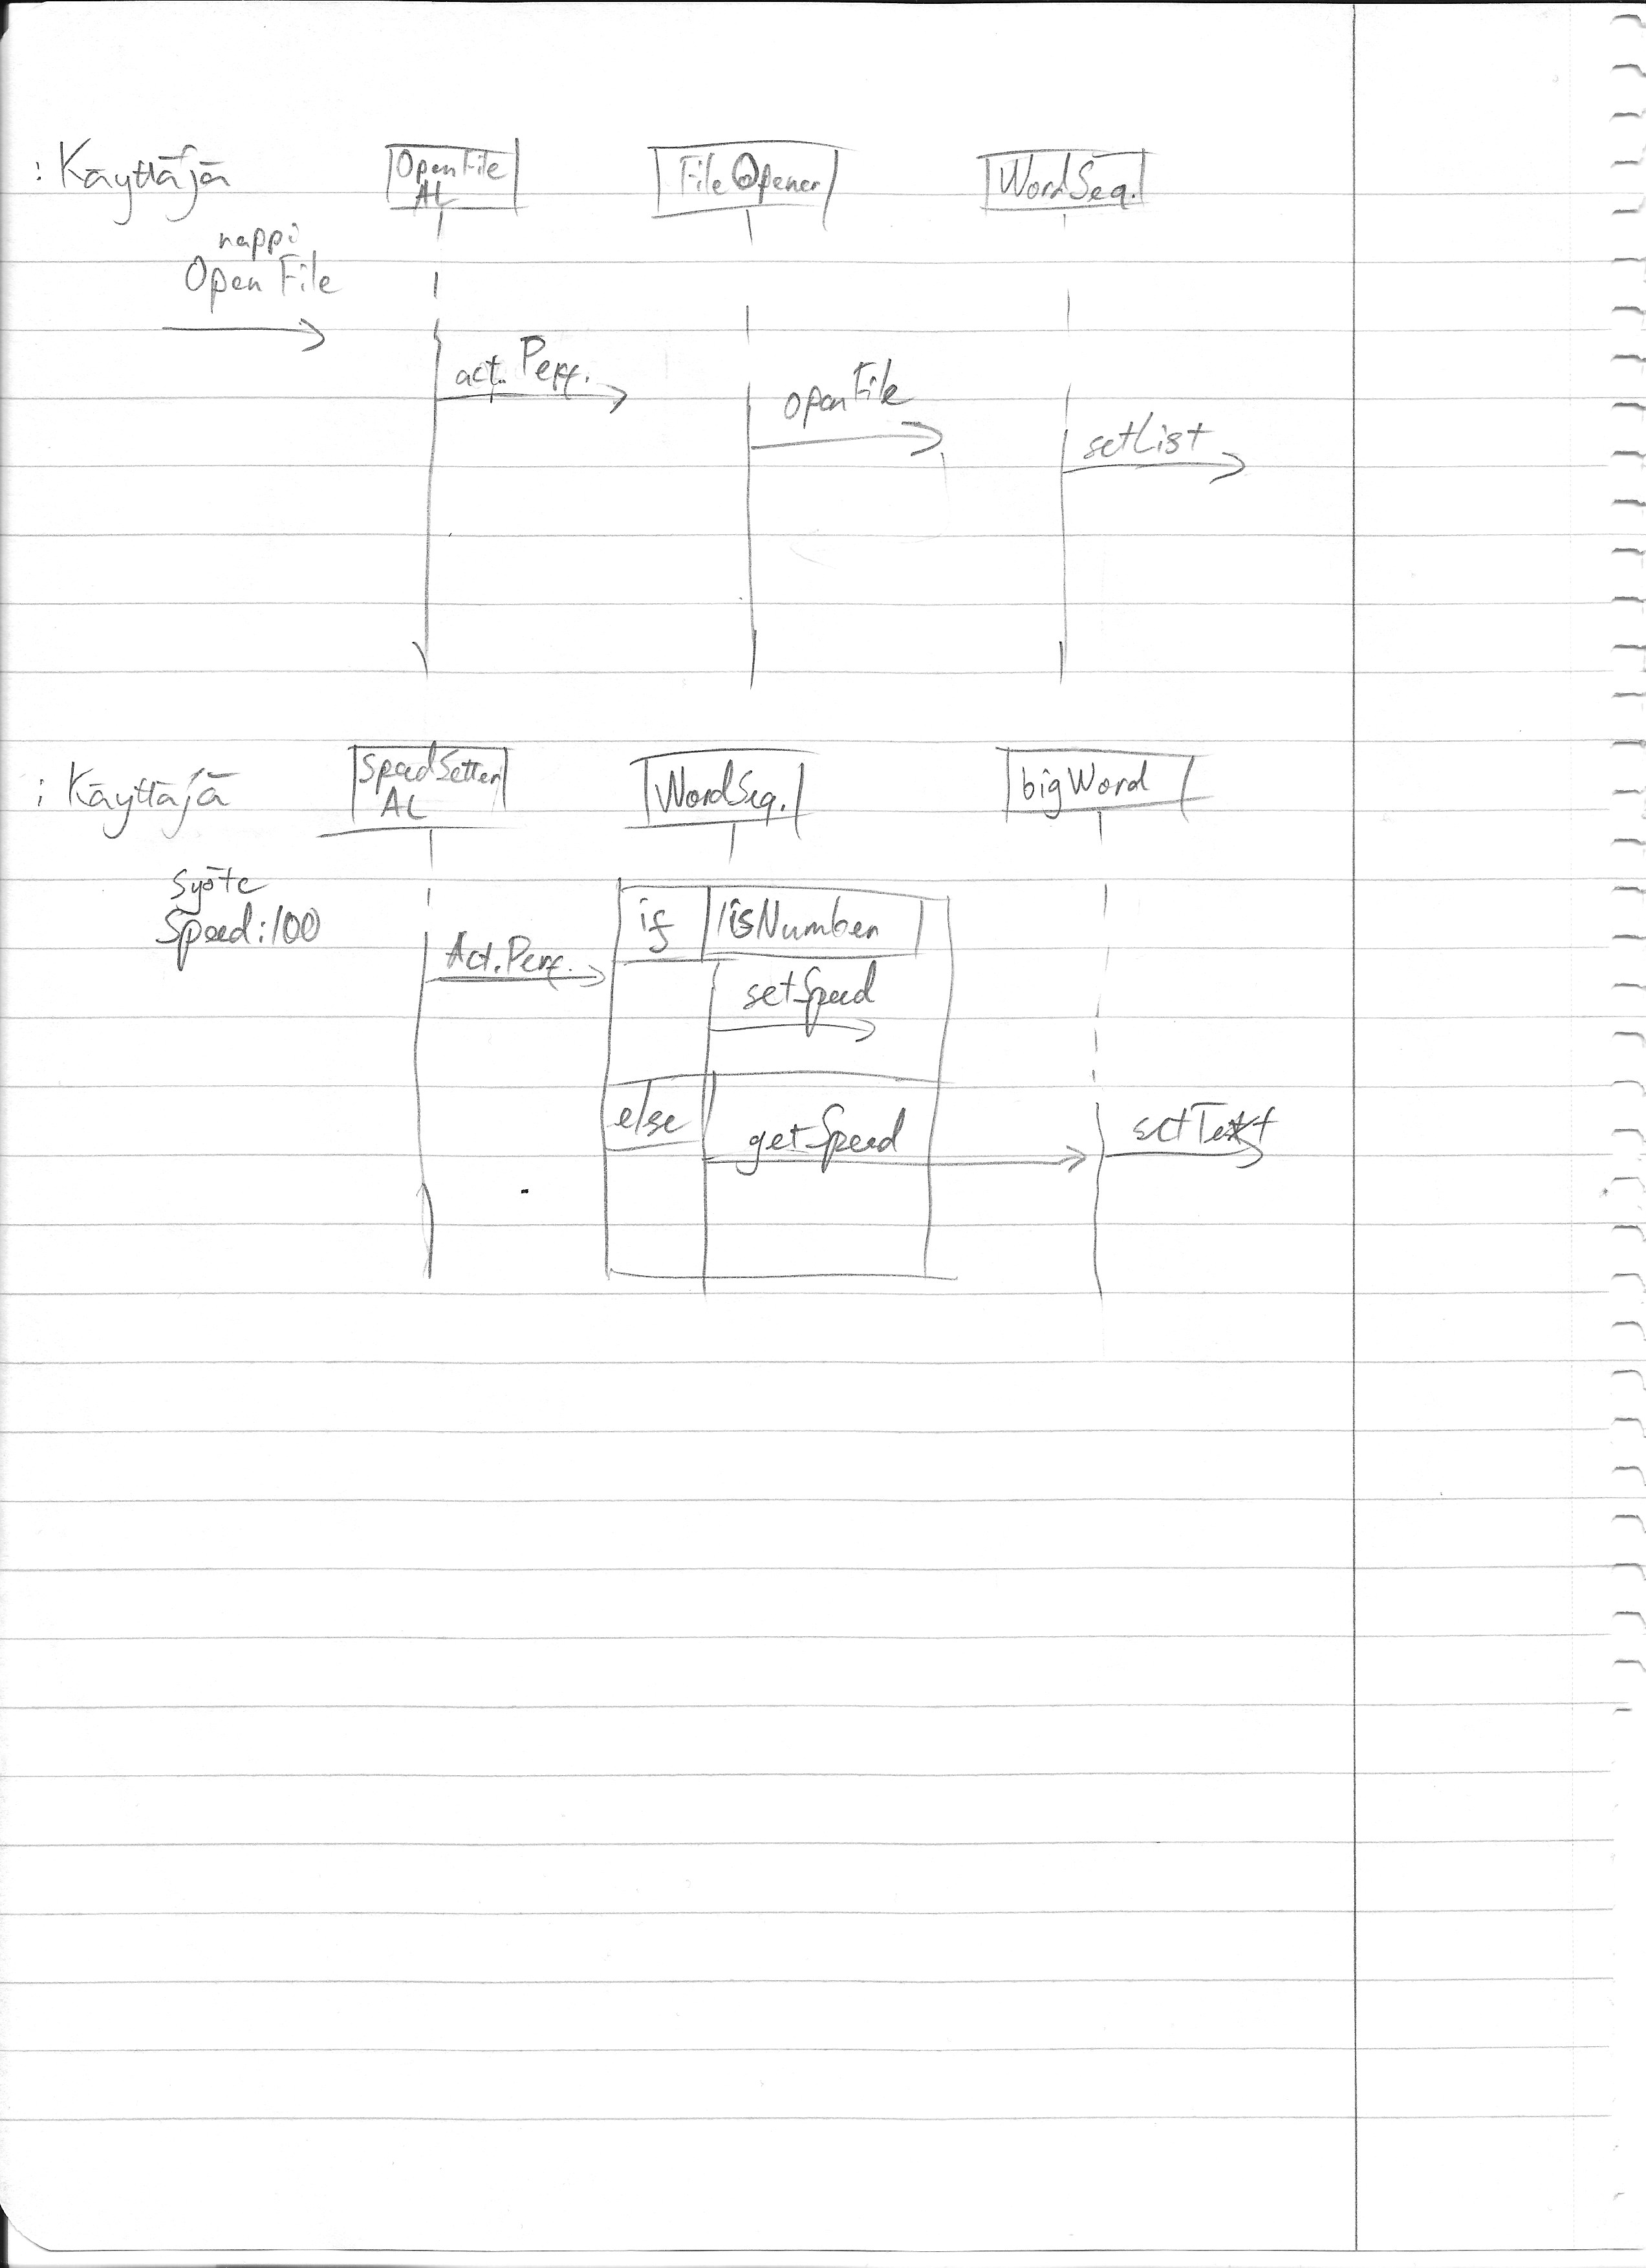 : Käyttäjä
OpenFile
AL
FileOpener
WordSeq.
nappi
Open File
act. Perf.
openFile
setList
: Käyttäjä
SpeedSetter
AL
WordSeq.
bigWord
syöte
Speed:100
Act.Perf.
if
!isNumber
setSpeed
else
getSpeed
setText